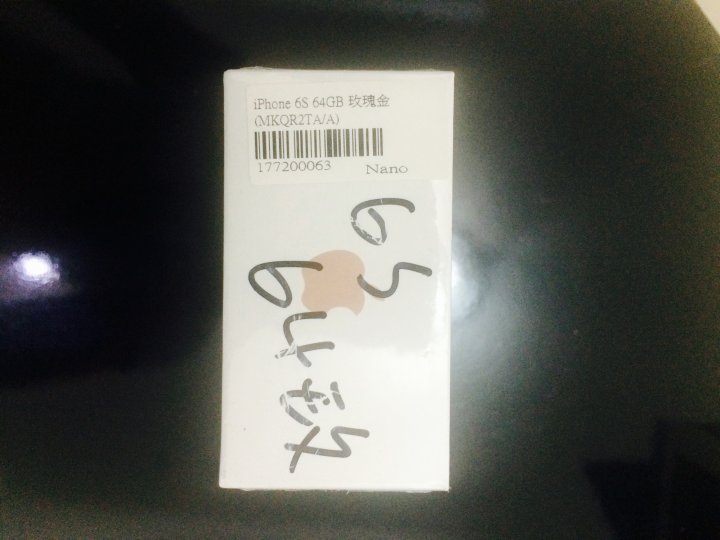 iPhone 6S 64GB 玫瑰金
(MKQR2TA/A)
177200063 Nano
6S
64玫